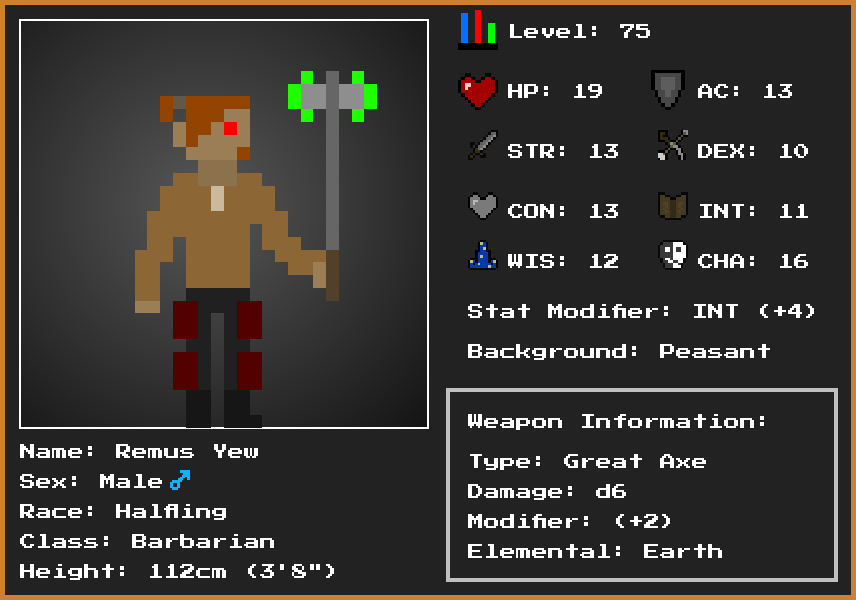 Level: 75
HP: 19 AC: 13
STR: 13 DEX: 10
CON: 13 INT: 11
WIS: 12 CHA: 16
Stat Modifier: INT (+4)
Background: Peasant
Weapon Information:
Type: Great Axe
Damage: d6
Modifier: (+2)
Elemental: Earth
Name: Remus Yew
Sex: Male ♂
Race: Halfling
Class: Barbarian
Height: 112cm (3'8")